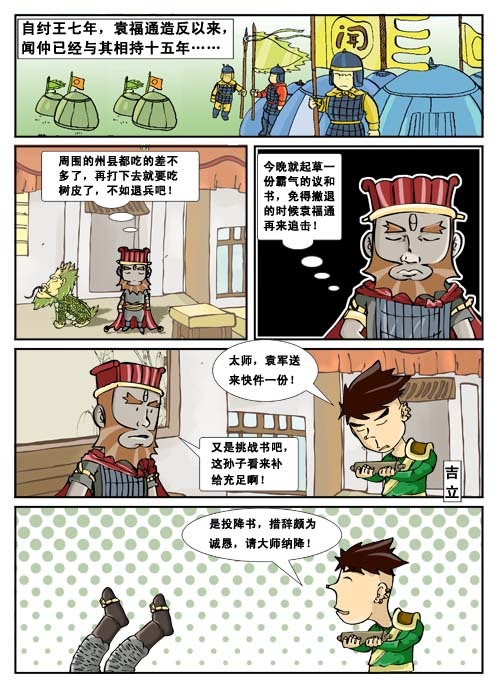 自纣王七年，袁福通造反以来，
闻仲已经与其相持十五年……
闻
周围的州县都吃的差不
多了，再打下去就要吃
树皮了，不如退兵吧！
今晚就起草一
份霸气的议和
书，免得撤退
的时候袁福通
再来追击！
太师，袁军送
来快件一份！
又是挑战书吧，
这孙子看来补
给充足啊！
吉立
是投降书，措辞颇为
诚恳，请大师纳降！